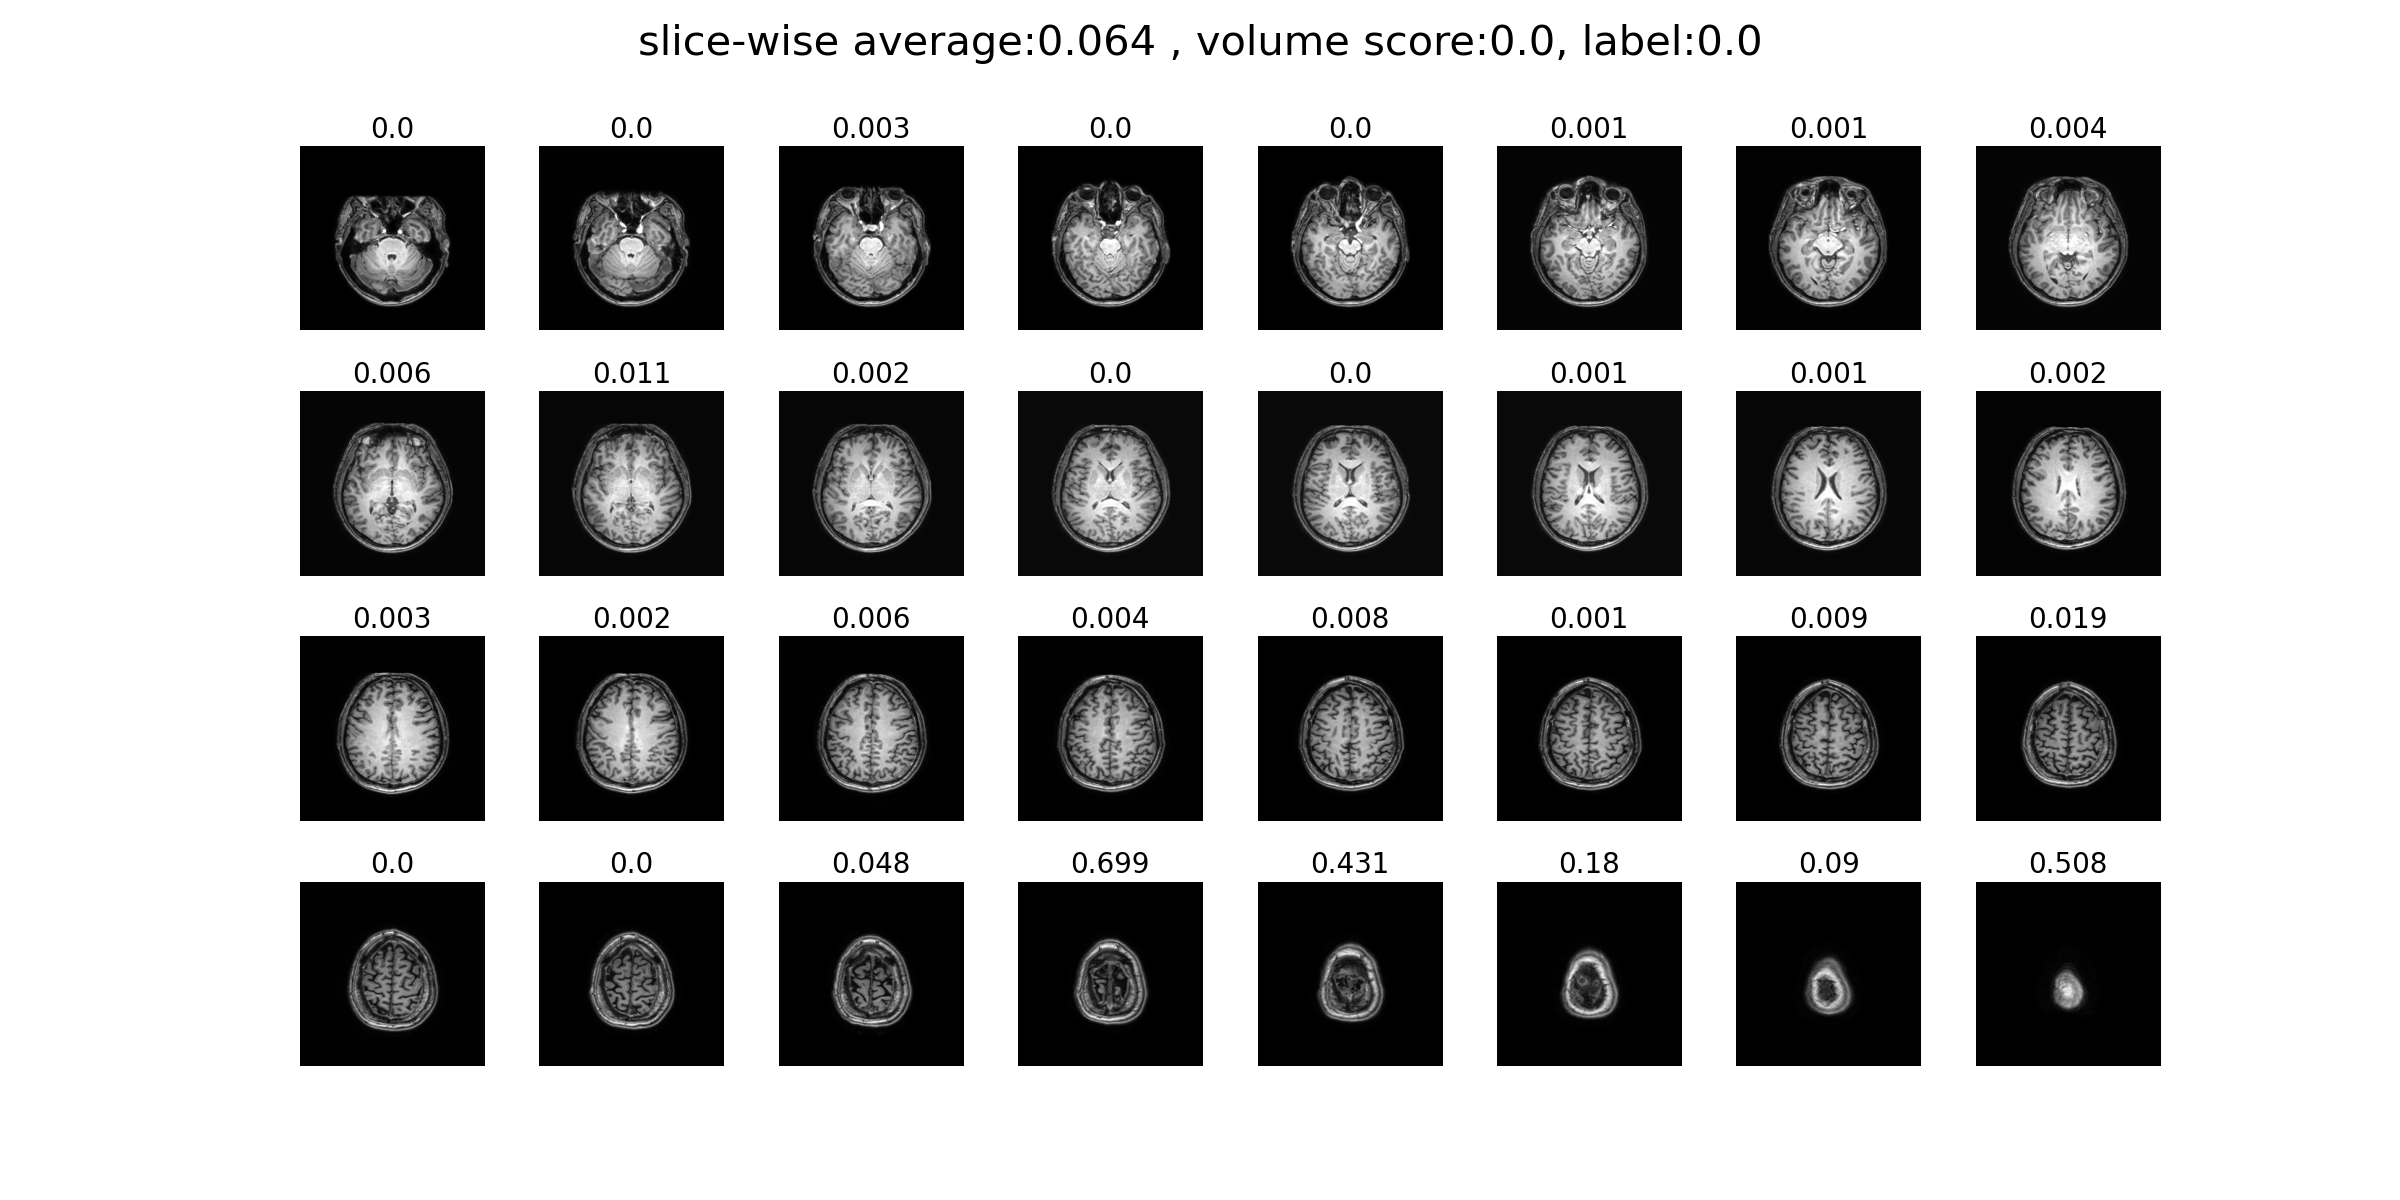 slice-wise average:0.064 , volume score:0.0, label:0.0
0.0 0.0 0.003 0.0 0.0 0.001 0.001 0.004
0.006 0.011 0.002 0.0 0.0 0.001 0.001 0.002
0.003 0.002 0.006 0.004 0.008 0.001 0.009 0.019
0.0 0.0 0.048 0.699 0.431 0.18 0.09 0.508